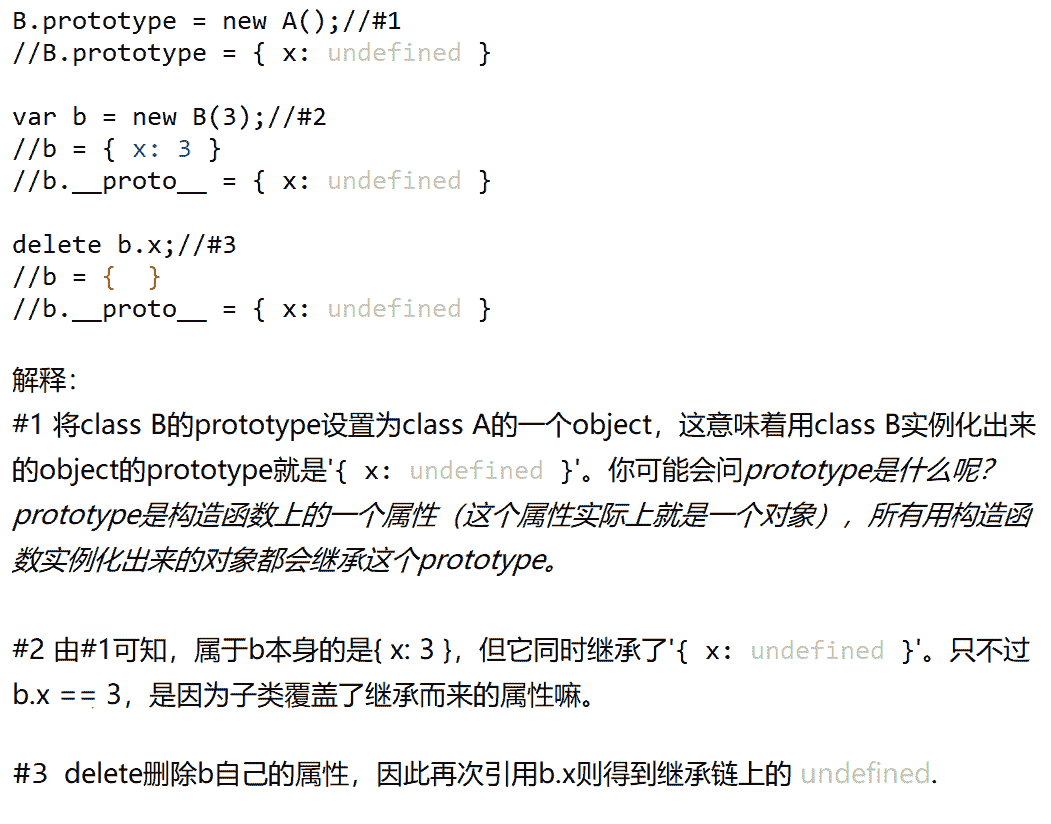 B.prototype = new A();//#1
//B.prototype = { x: undefined }
var b = new B(3);//#2
//b = { x: 3 }
//b.__proto__ = { x: undefined }
delete b.x;//#3
//b = {  }
//b.__proto__ = { x: undefined }
解释：
#1 将class B的prototype设置为class A的一个object，这意味着用class B实例化出来
的object的prototype就是'{ x: undefined }'。你可能会问prototype是什么呢？
prototype是构造函数上的一个属性（这个属性实际上就是一个对象），所有用构造函
数实例化出来的对象都会继承这个prototype。
#2 由#1可知，属于b本身的是{ x: 3 }，但它同时继承了'{ x: undefined }'。只不过
b.x == 3，是因为子类覆盖了继承而来的属性嘛。
#3  delete删除b自己的属性，因此再次引用b.x则得到继承链上的 undefined.